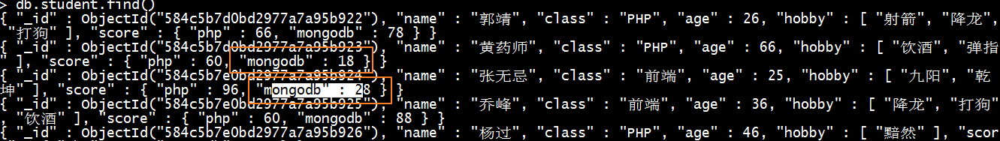 > db.student.find()
{ "_id" : ObjectId("584c5b7d0bd2977a7a95b922"), "name" : "郭靖", "class" : "PHP", "age" : 26, "hobby" : [ "射箭", "降龙",
 "打狗" ], "score" : { "php" : 66, "mongodb" : 78 } }
{ "_id" : ObjectId("584c5b7d0bd2977a7a95b923"), "name" : "黄药师", "class" : "PHP", "age" : 66, "hobby" : [ "饮酒", "弹指
" ], "score" : { "php" : 60, "mongodb" : 18 } }
{ "_id" : ObjectId("584c5b7e0bd2977a7a95b924"), "name" : "张无忌", "class" : "前端", "age" : 25, "hobby" : [ "九阳", "乾
坤" ], "score" : { "php" : 96, "mongodb" : 28 } }
{ "_id" : ObjectId("584c5b7e0bd2977a7a95b925"), "name" : "乔峰", "class" : "前端", "age" : 36, "hobby" : [ "降龙", "打狗"
, "饮酒" ], "score" : { "php" : 60, "mongodb" : 88 } }
{ "_id" : ObjectId("584c5b7e0bd2977a7a95b926"), "name" : "杨过", "class" : "PHP", "age" : 46, "hobby" : [ "黯然" ], "scor